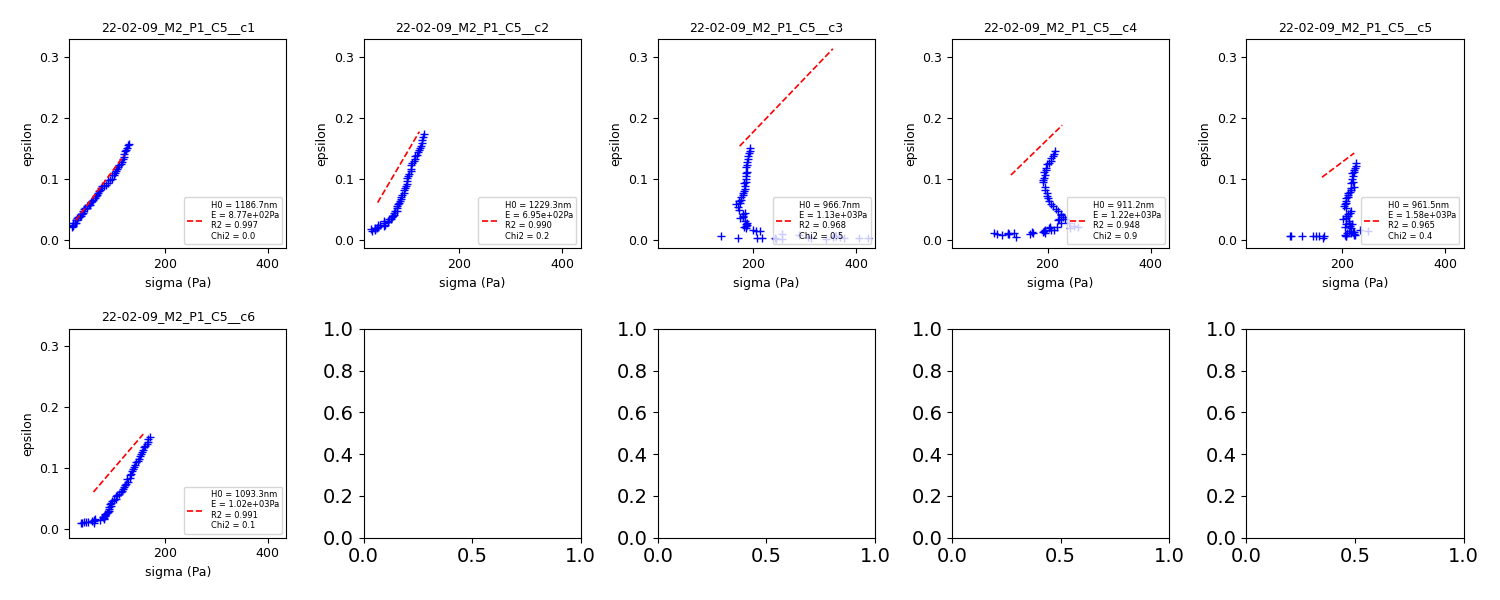 22-02-09_M2_P1_C5__c1
22-02-09_M2_P1_C5__c2
22-02-09_M2_P1_C5__c3
22-02-09_M2_P1_C5__c4
22-02-09_M2_P1_C5__c5
epsilon
0.3
0.2
0.1
0.0
H0 = 1186.7nm
E = 8.77e+02Pa
R2 = 0.997
Chi2 = 0.0
200
400
sigma (Pa)
epsilon
0.3
0.2
0.1
0.0
H0 = 1229.3nm
E = 6.95e+02Pa
R2 = 0.990
Chi2 = 0.2
200
400
sigma (Pa)
epsilon
0.3
0.2
0.1
0.0
H0 = 966.7nm
E = 1.13e+03Pa
R2 = 0.968
Chi2 = 0.5
200
400
sigma (Pa)
epsilon
0.3
0.2
0.1
0.0
H0 = 911.2nm
E = 1.22e+03Pa
R2 = 0.948
Chi2 = 0.9
200
400
sigma (Pa)
epsilon
0.3
0.2
0.1
0.0
H0 = 961.5nm
E = 1.58e+03Pa
R2 = 0.965
Chi2 = 0.4
200
400
sigma (Pa)
22-02-09_M2_P1_C5__c6
epsilon
0.3
0.2
0.1
0.0
H0 = 1093.3nm
E = 1.02e+03Pa
R2 = 0.991
Chi2 = 0.1
200
400
sigma (Pa)
1.0
0.8
0.6
0.4
0.2
0.0
0.0
0.5
1.0
1.0
0.8
0.6
0.4
0.2
0.0
0.0
0.5
1.0
1.0
0.8
0.6
0.4
0.2
0.0
0.0
0.5
1.0
1.0
0.8
0.6
0.4
0.2
0.0
0.0
0.5
1.0